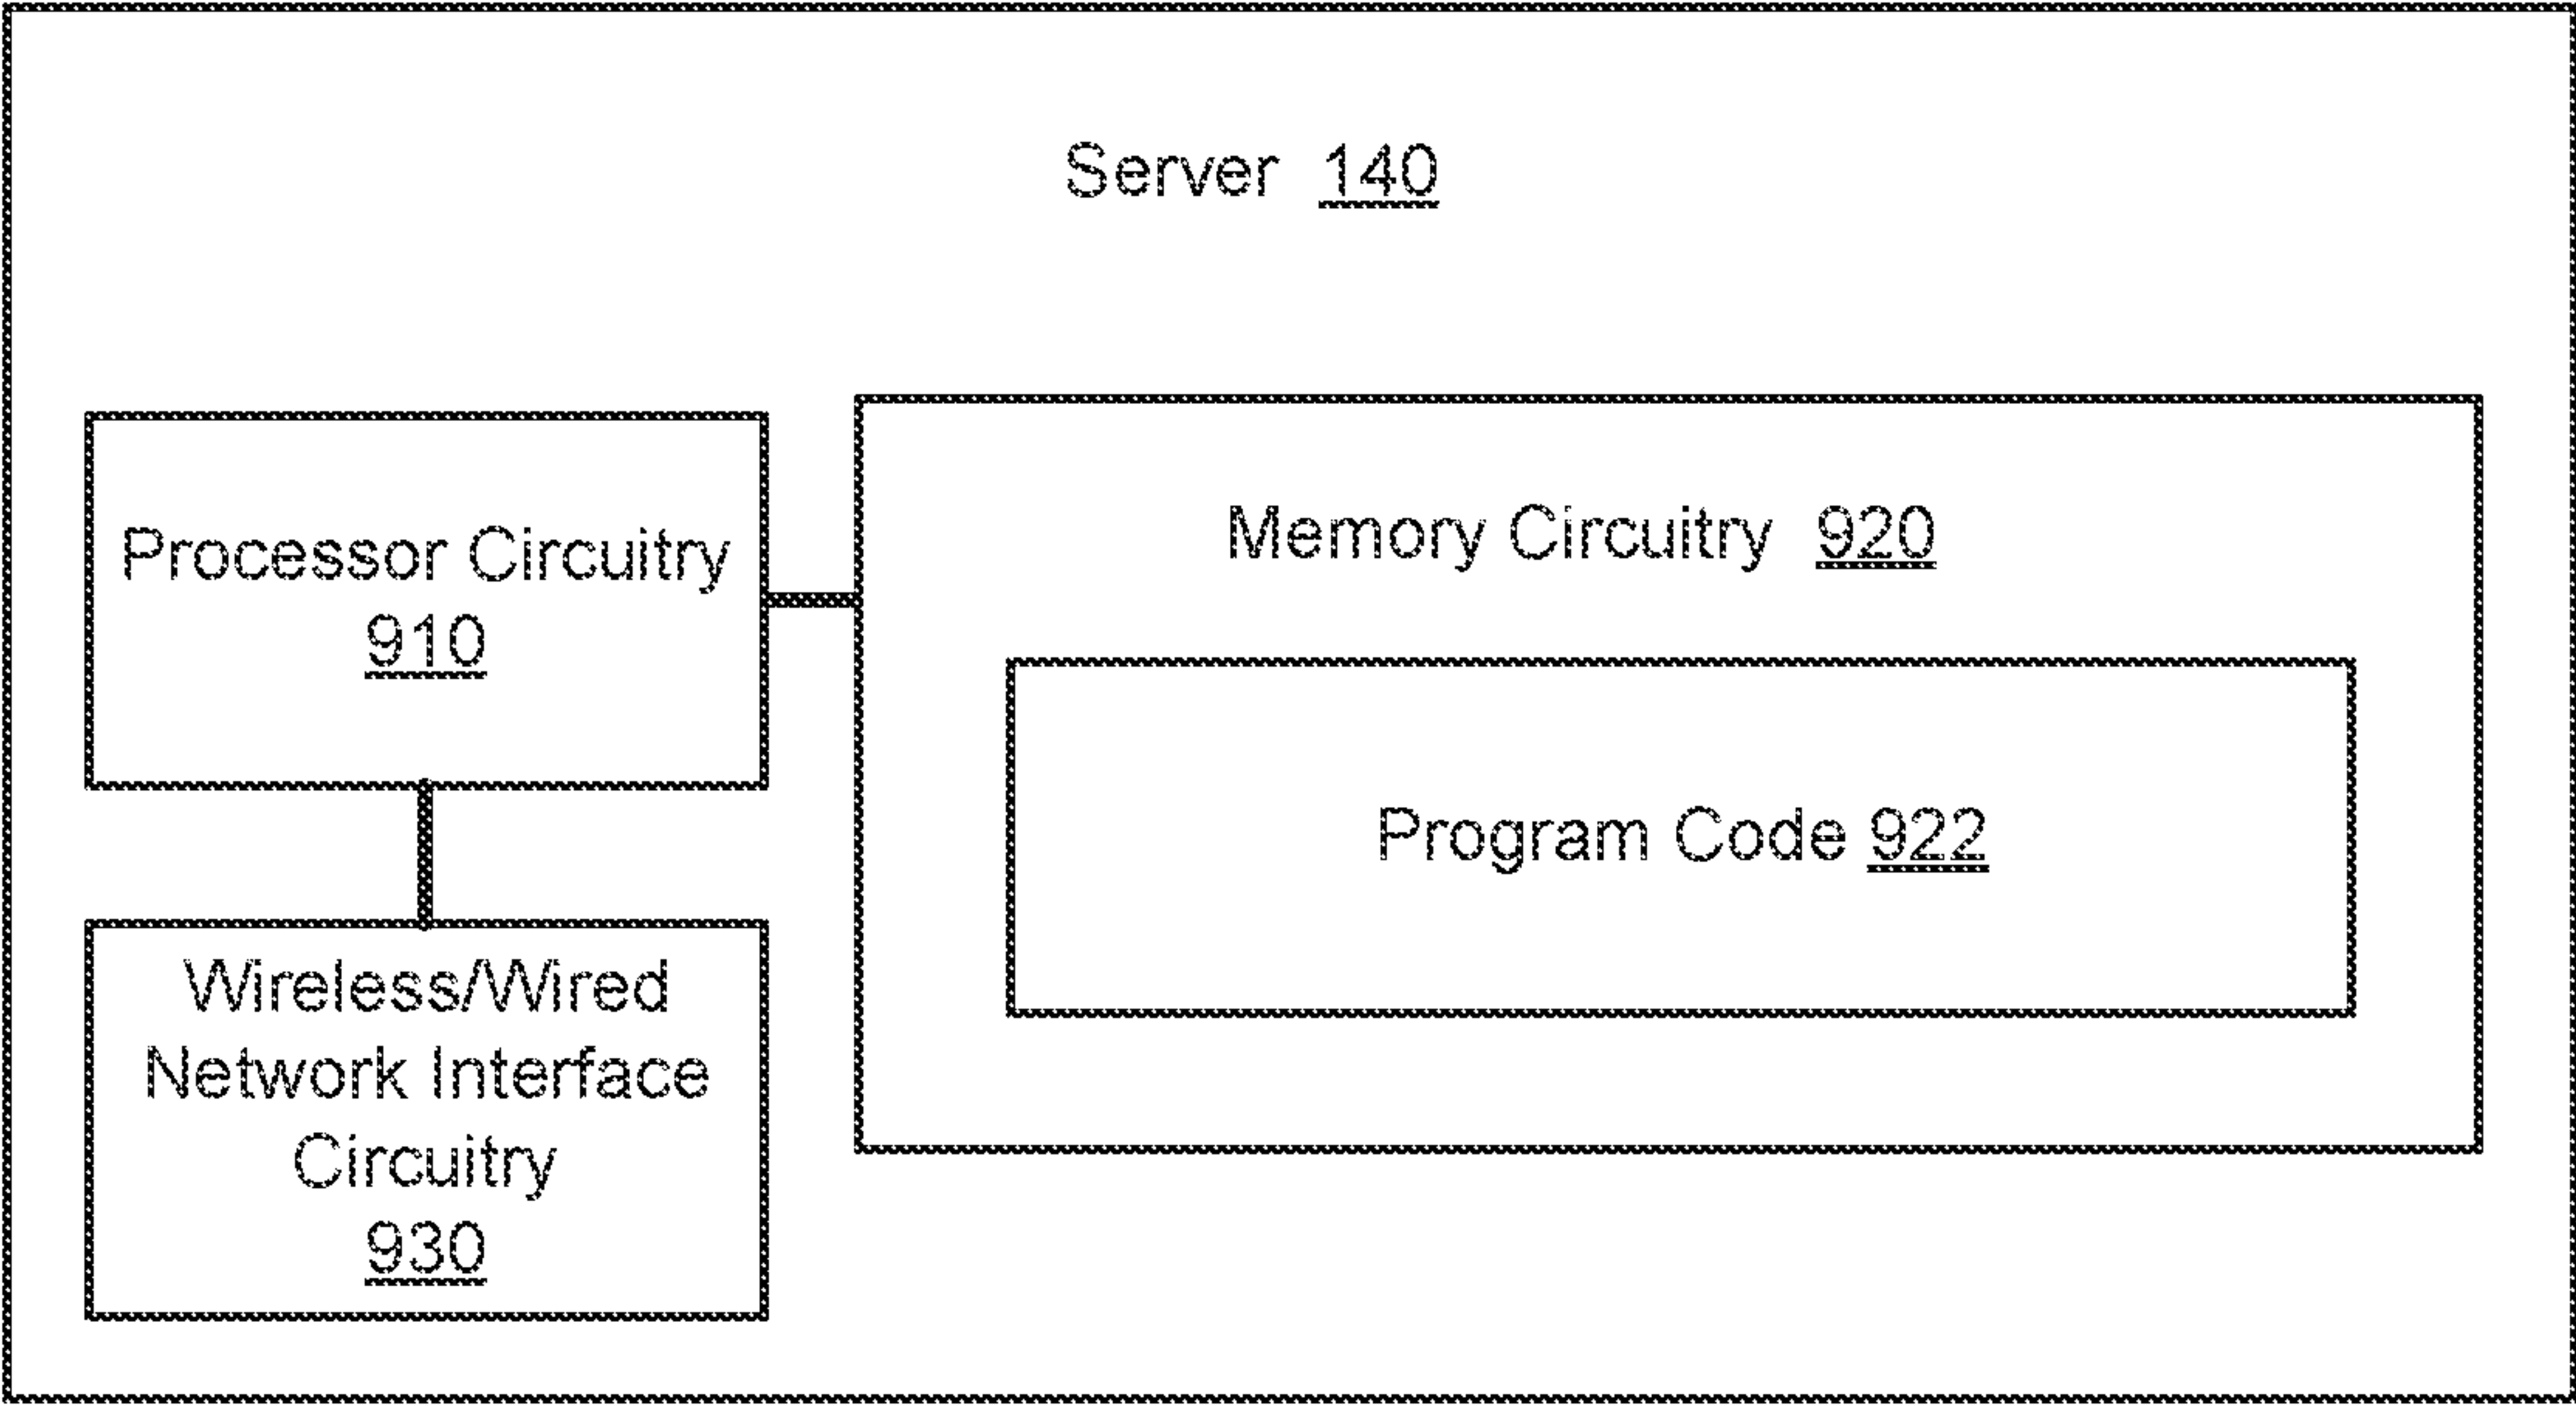 Server 140
Processor Circuitry
910
Memory Circuitry 920
Program Code 922
Wireless/Wired
Network Interface
Circuitry
930